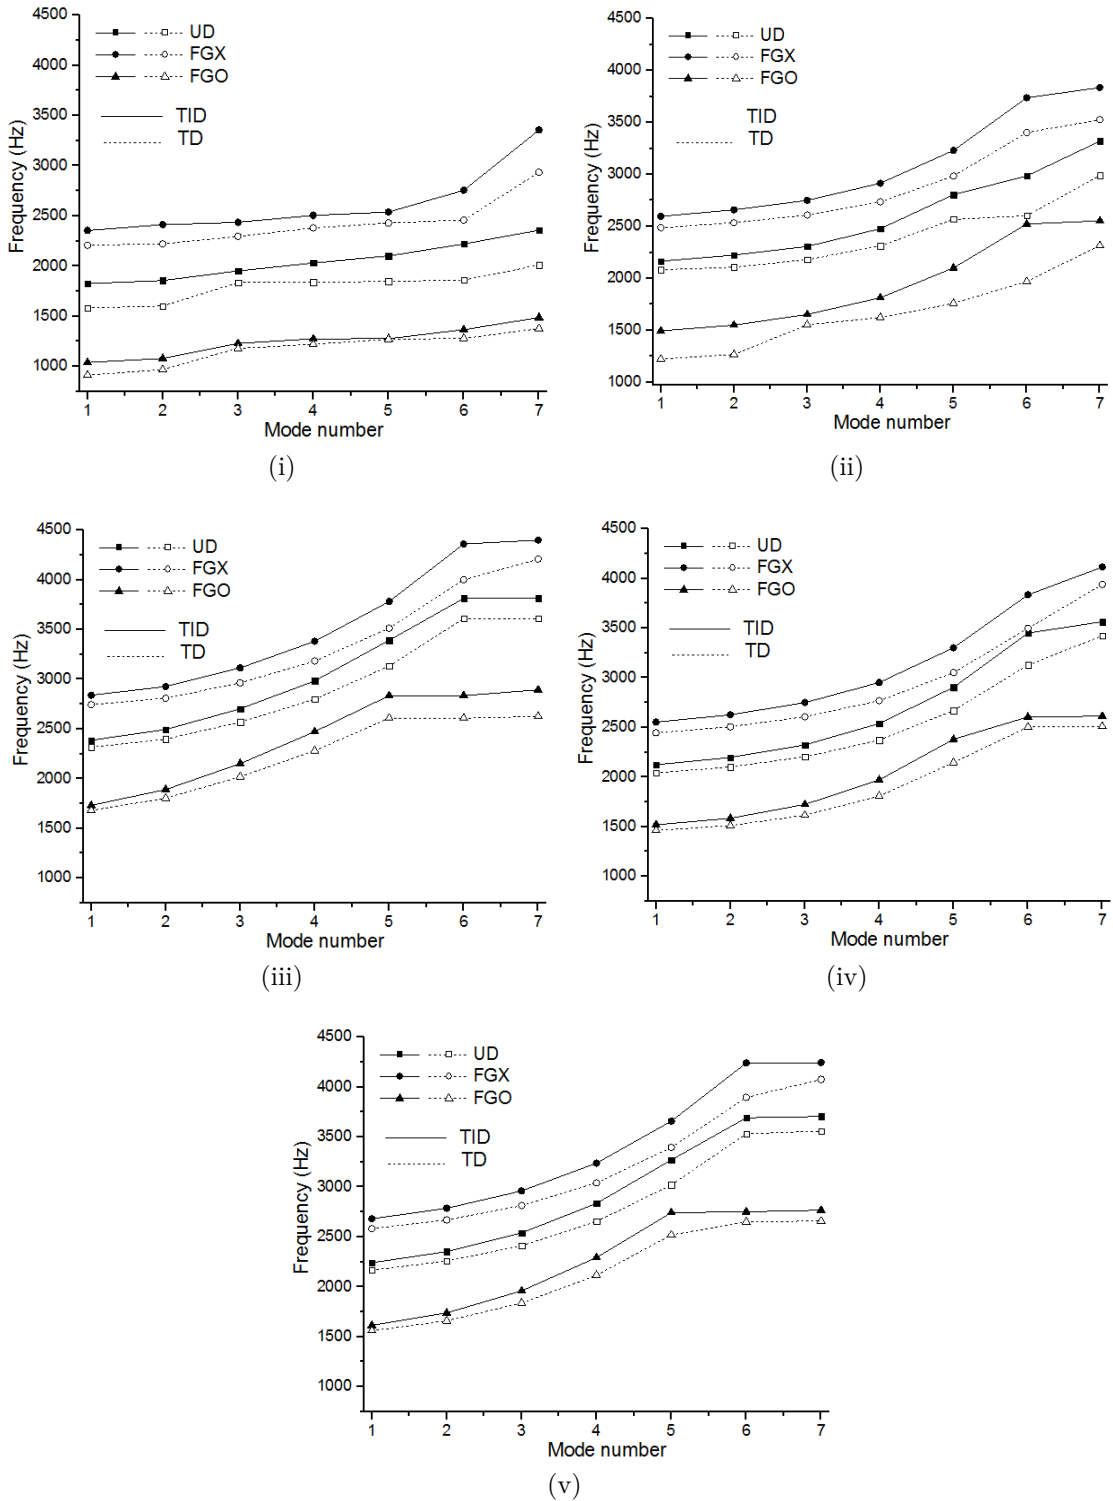 4500
4000
3500
3000
2500
2000
1500
1000
Frequency (Hz)
UD
FGX
FGO
TID
TD
1 2 3 4 5 6 7
Mode number
(i)
4500
4000
3500
3000
2500
2000
1500
1000
Frequency (Hz)
UD
FGX
FGO
TID
TD
1 2 3 4 5 6 7
Mode number
(ii)
4500
4000
3500
3000
2500
2000
1500
1000
Frequency (Hz)
UD
FGX
FGO
TID
TD
1 2 3 4 5 6 7
Mode number
(iii)
4500
4000
3500
3000
2500
2000
1500
1000
Frequency (Hz)
UD
FGX
FGO
TID
TD
1 2 3 4 5 6 7
Mode number
(iv)
4500
4000
3500
3000
2500
2000
1500
1000
Frequency (Hz)
UD
FGX
FGO
TID
TD
1 2 3 4 5 6 7
Mode number
(v)